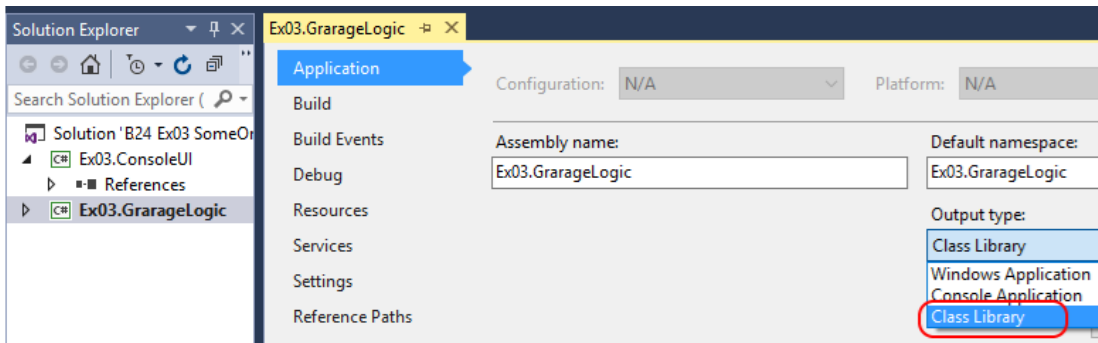 Solution Explorer
Search Solution Explorer (
Solution 'B24 Ex03 SomeOr
C# Ex03.ConsoleUI
References
C# Ex03.GrarageLogic
Ex03.GrarageLogic
Application
Build
Build Events
Debug
Resources
Services
Settings
Reference Paths
Configuration: N/A Platform: N/A
Assembly name: Default namespace:
Ex03.GrarageLogic Ex03.GrarageLogic
Output type:
Class Library
Windows Application
Console Application
Class Library